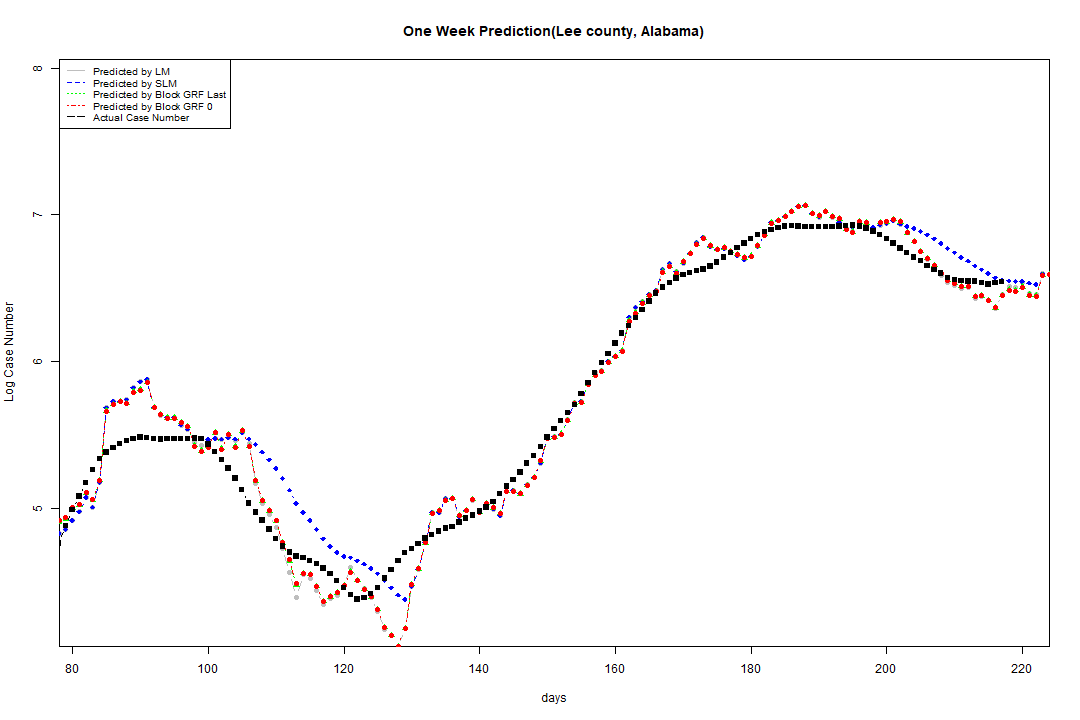 One Week Prediction(Lee county, Alabama)
Predicted by LM
Predicted by SLM
Predicted by Block GRF Last
Predicted by Block GRF 0
Actual Case Number
8
7
6
5
Log Case Number
80 100 120 140 160 180 200 220
days